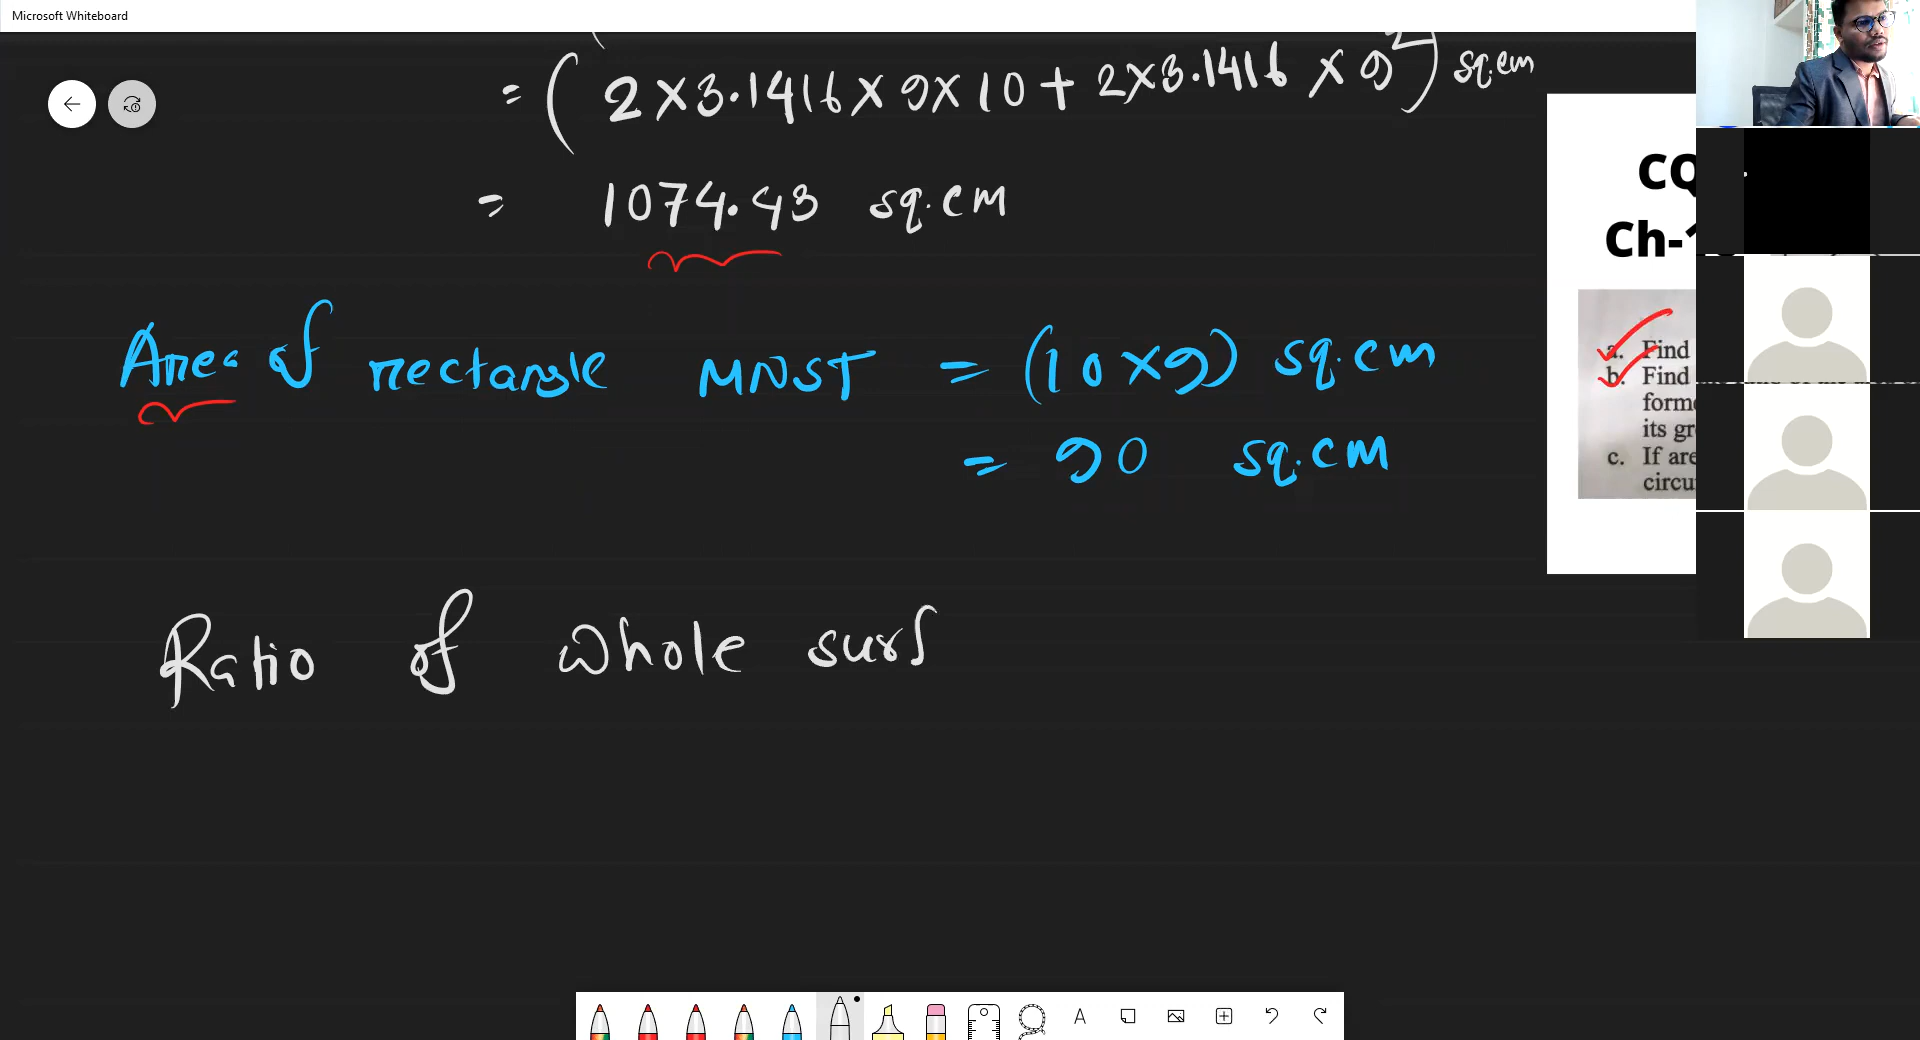 Microsoft Whiteboard
= ( 2 × 3.1416 × 9 × 10 + 2 × 3.1416 × 9² ) sq.cm
= 1074.43 sq.cm
Area of rectangle MNST = (10 × 9) sq.cm
= 90 sq.cm
Ratio of whole surf
CQ
Ch-1
a. Find
b. Find
form
its gr
c. If are
circu